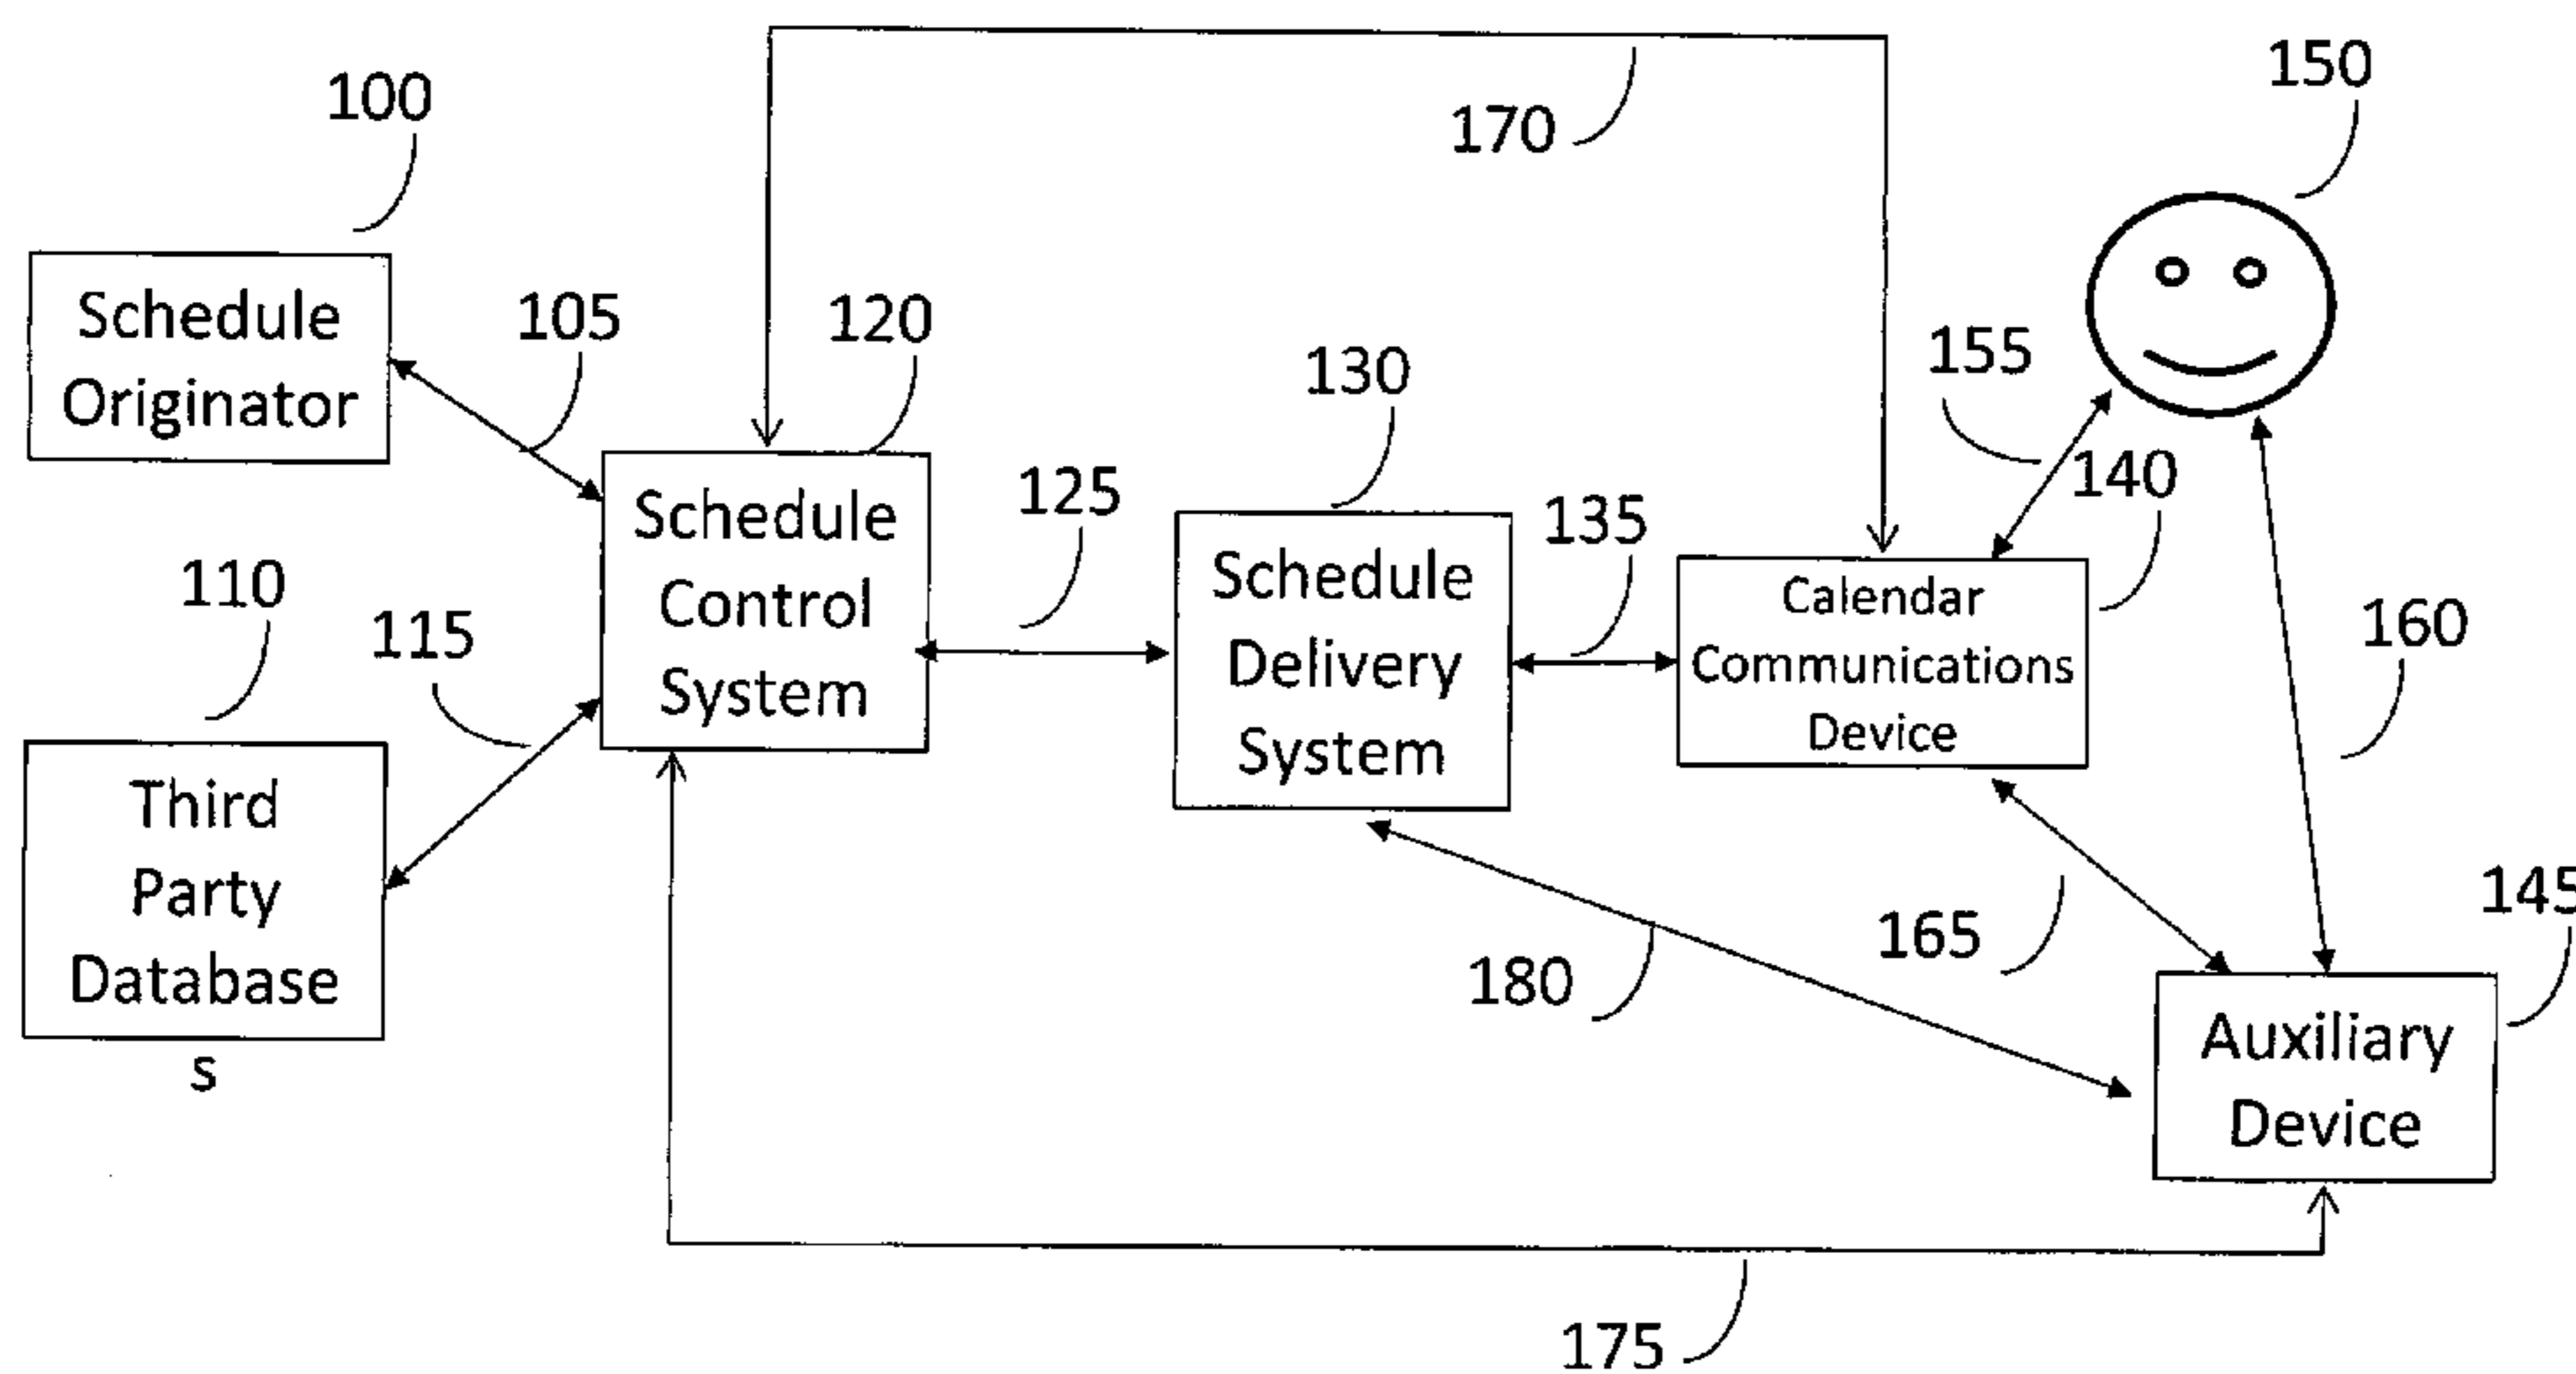 100
Schedule
Originator
105
110
115
Third
Party
Database
s
120
Schedule
Control
System
125
130
Schedule
Delivery
System
135
170
150
155
140
Calendar
Communications
Device
160
165
180
145
Auxiliary
Device
175